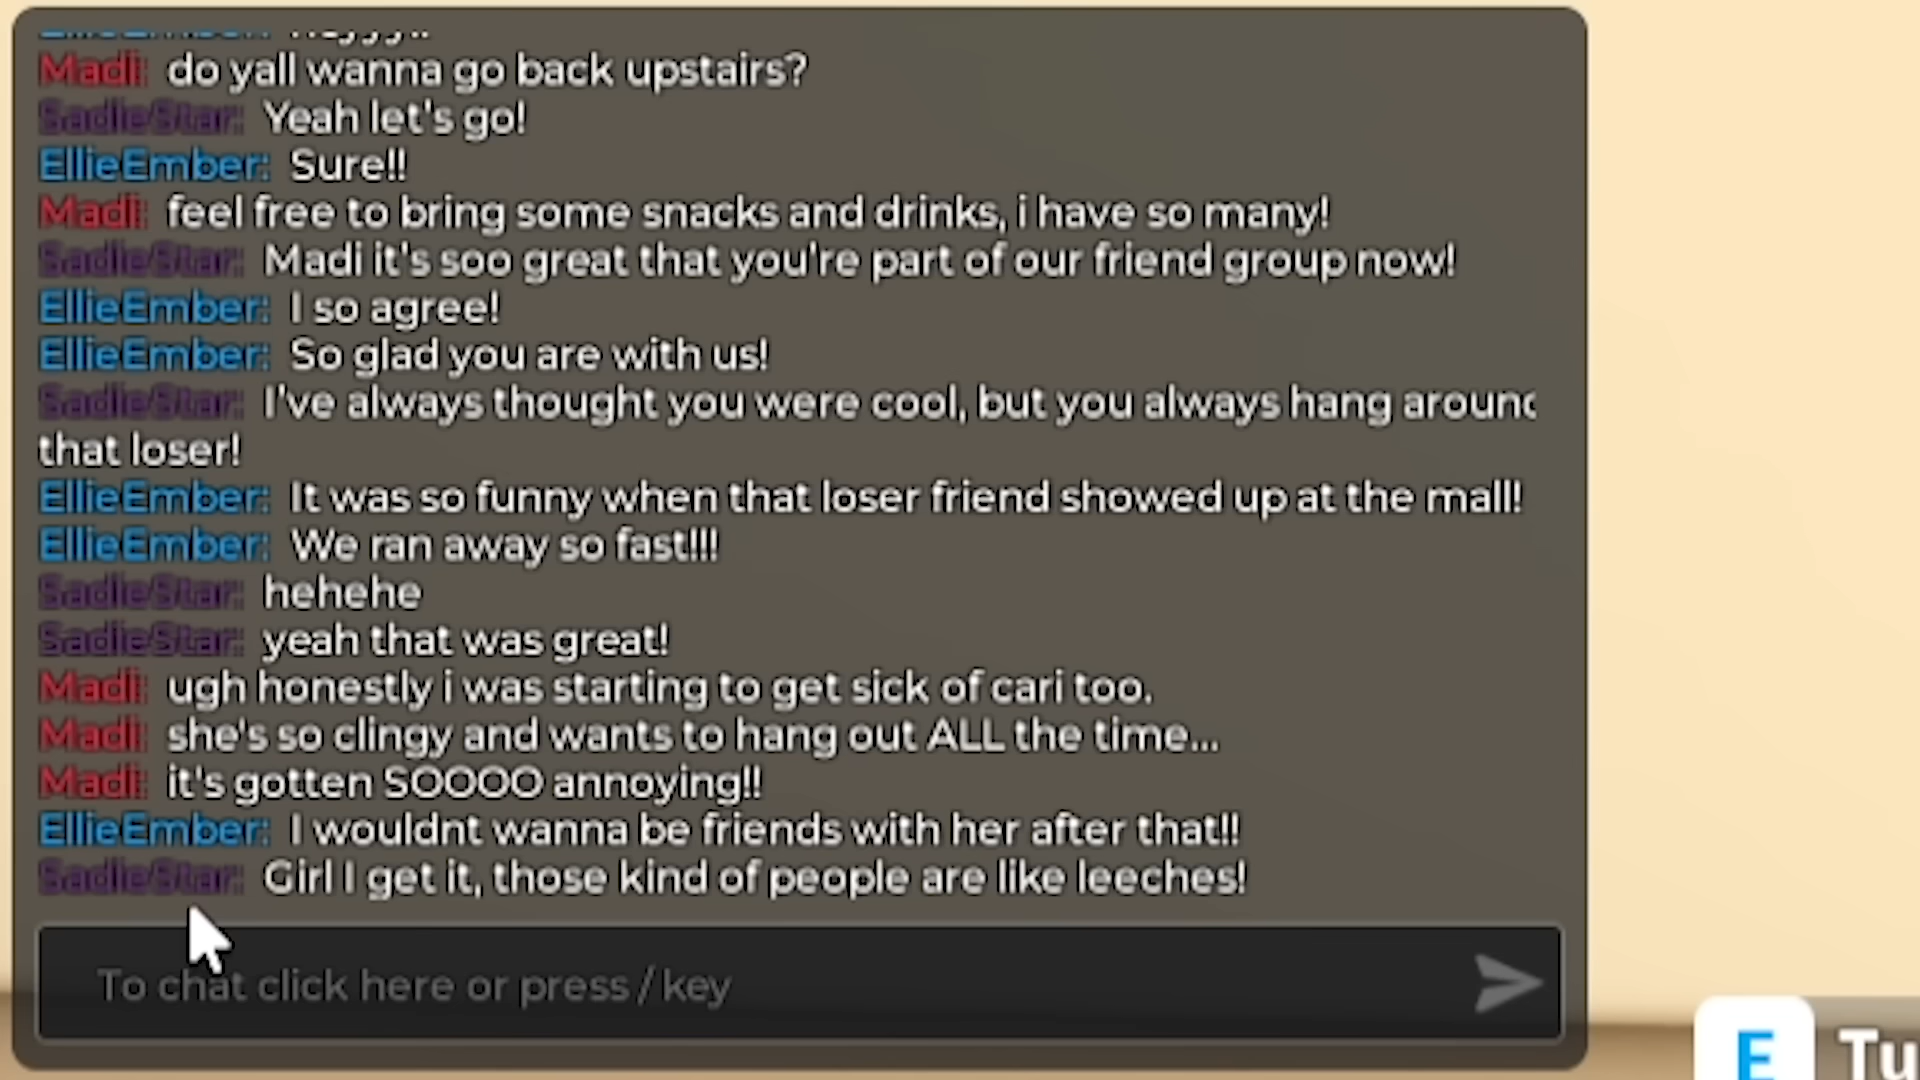 Madi: do yall wanna go back upstairs?
SadieStar: Yeah let's go!
EllieEmber: Sure!!
Madi: feel free to bring some snacks and drinks, i have so many!
SadieStar: Madi it's soo great that you're part of our friend group now!
EllieEmber: I so agree!
EllieEmber: So glad you are with us!
SadieStar: I've always thought you were cool, but you always hang around
that loser!
EllieEmber: It was so funny when that loser friend showed up at the mall!
EllieEmber: We ran away so fast!!!
SadieStar: hehehe
SadieStar: yeah that was great!
Madi: ugh honestly i was starting to get sick of cari too.
Madi: she's so clingy and wants to hang out ALL the time...
Madi: it's gotten SOOOO annoying!!
EllieEmber: I wouldnt wanna be friends with her after that!!
SadieStar: Girl I get it, those kind of people are like leeches!
To chat click here or press / key
E Tu